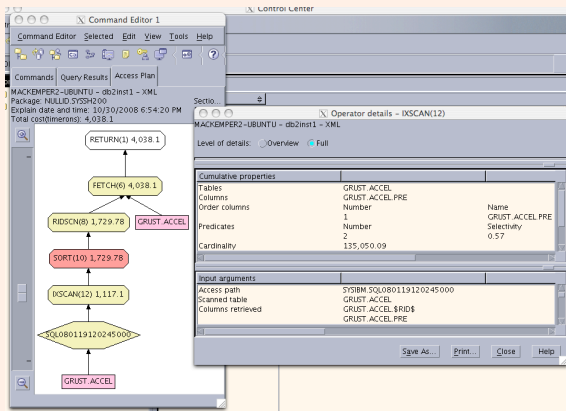 Control Center
Command Editor 1
Command Editor Selected Edit View Tools Help
Commands Query Results Access Plan
MACKEMPER2-UBUNTU - db2inst1 - XML
Package: NULLID.SYSSH200 Sectio...
Explain date and time: 10/30/2008 6:54:20 PM
Total cost(timerons): 4,038.1
RETURN(1) 4,038.1
FETCH(6) 4,038.1
RIDSCN(8) 1,729.78
GRUST.ACCEL
SORT(10) 1,729.78
IXSCAN(12) 1,117.1
SQL080119120245000
GRUST.ACCEL
Operator details - IXSCAN(12)
MACKEMPER2-UBUNTU - db2inst1 - XML
Level of details: Overview Full
Cumulative properties
Tables GRUST.ACCEL
Columns GRUST.ACCEL.PRE
Order columns Number Name
1 GRUST.ACCEL.PRE
Predicates Number Selectivity
2 0.57
Cardinality 135,050.09
Input arguments
Access path SYSIBM.SQL080119120245000
Scanned table GRUST.ACCEL
Columns retrieved GRUST.ACCEL.$RID$
GRUST.ACCEL.PRE
Save As... Print... Close Help